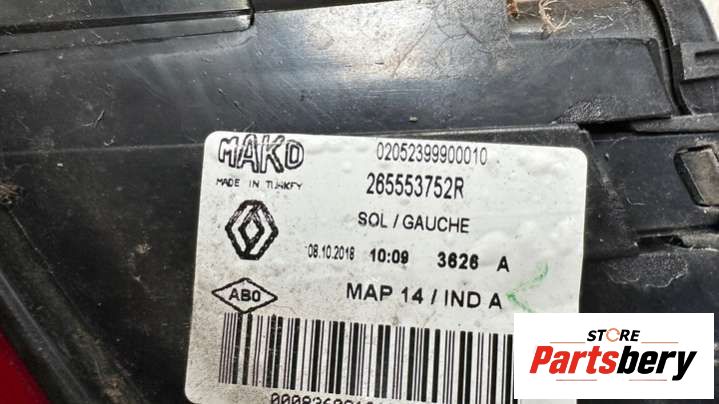 MAKO
MADE IN TURKEY
02052399900010
265553752R
SOL / GAUCHE
08.10.2018 10:09 3626 A
ABO
MAP 14 / IND A
STORE
Partsbery